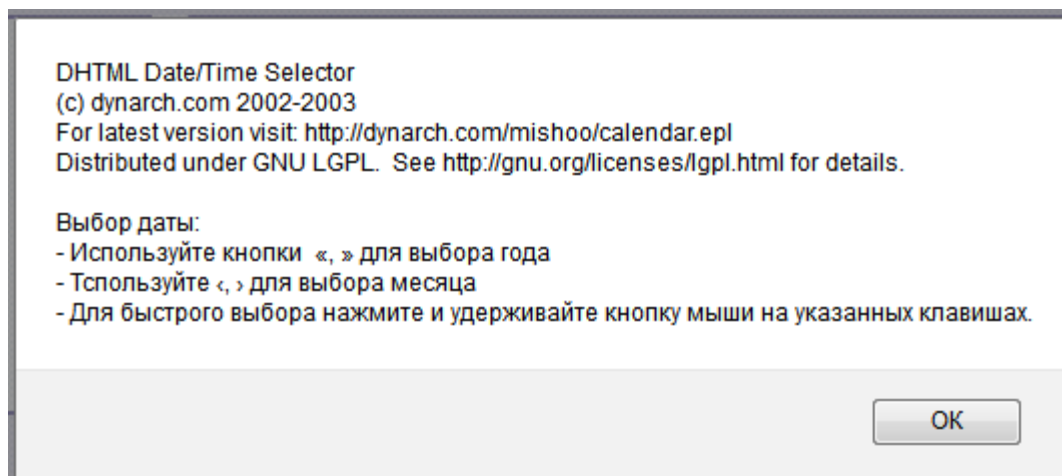 DHTML Date/Time Selector
(c) dynarch.com 2002-2003
For latest version visit: http://dynarch.com/mishoo/calendar.epl
Distributed under GNU LGPL.  See http://gnu.org/licenses/lgpl.html for details.
Выбор даты:
- Используйте кнопки  «, » для выбора года
- Тспользуйте ‹, › для выбора месяца
- Для быстрого выбора нажмите и удерживайте кнопку мыши на указанных клавишах.
ОК